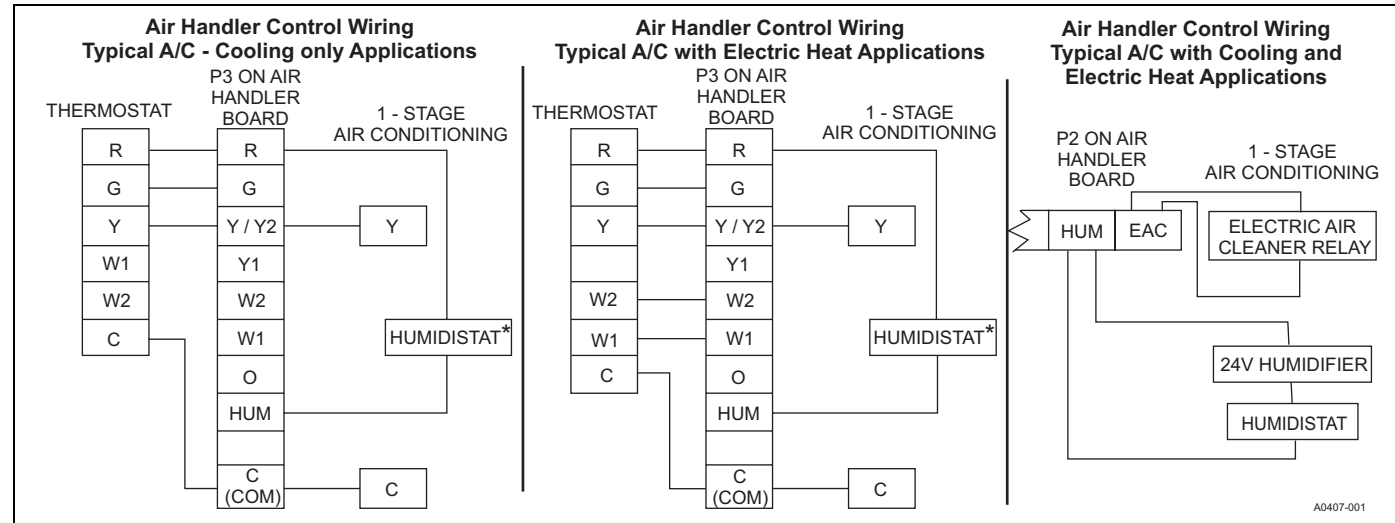 Air Handler Control Wiring
Typical A/C - Cooling only Applications
P3 ON AIR
HANDLER
BOARD
THERMOSTAT
1 - STAGE
AIR CONDITIONING
R
R
G
G
Y
Y / Y2
Y
W1
Y1
W2
W2
C
W1
HUMIDISTAT*
O
HUM
C
(COM)
C
Air Handler Control Wiring
Typical A/C with Electric Heat Applications
P3 ON AIR
HANDLER
BOARD
THERMOSTAT
1 - STAGE
AIR CONDITIONING
R
R
G
G
Y
Y / Y2
Y
Y1
W2
W2
W1
W1
HUMIDISTAT*
C
O
HUM
C
(COM)
C
Air Handler Control Wiring
Typical A/C with Cooling and
Electric Heat Applications
P2 ON AIR
HANDLER
BOARD
1 - STAGE
AIR CONDITIONING
HUM
EAC
ELECTRIC AIR
CLEANER RELAY
24V HUMIDIFIER
HUMIDISTAT
A0407-001